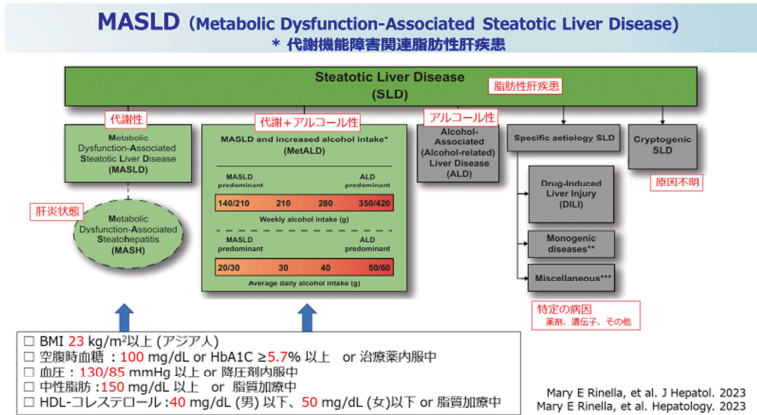 MASLD (Metabolic Dysfunction-Associated Steatotic Liver Disease)
* 代謝機能障害関連脂肪性肝疾患
Steatotic Liver Disease
(SLD)
脂肪性肝疾患
代謝性
Metabolic
Dysfunction-Associated
Steatotic Liver Disease
(MASLD)
肝炎状態
Metabolic
Dysfunction-Associated
Steatohepatitis
(MASH)
代謝+アルコール性
MASLD and increased alcohol intake*
(MetALD)
MASLD predominant
ALD predominant
140/210 210 280 350/420
Weekly alcohol intake (g)
MASLD predominant
ALD predominant
20/30 30 40 50/60
Average daily alcohol intake (g)
アルコール性
Alcohol-
Associated
(Alcohol-related)
Liver Disease
(ALD)
Specific aetiology SLD
Drug-Induced
Liver Injury
(DILI)
Monogenic
diseases**
Miscellaneous***
特定の病因
薬剤、遺伝子、その他
Cryptogenic
SLD
原因不明
□ BMI 23 kg/m²以上 (アジア人)
□ 空腹時血糖 : 100 mg/dL or HbA1C ≥5.7% 以上 or 治療薬内服中
□ 血圧 : 130/85 mmHg 以上 or 降圧剤内服中
□ 中性脂肪 : 150 mg/dL 以上 or 脂質加療中
□ HDL-コレステロール : 40 mg/dL (男) 以下、50 mg/dL (女)以下 or 脂質加療中
Mary E Rinella, et al. J Hepatol. 2023
Mary E Rinella, et al. Hepatology. 2023